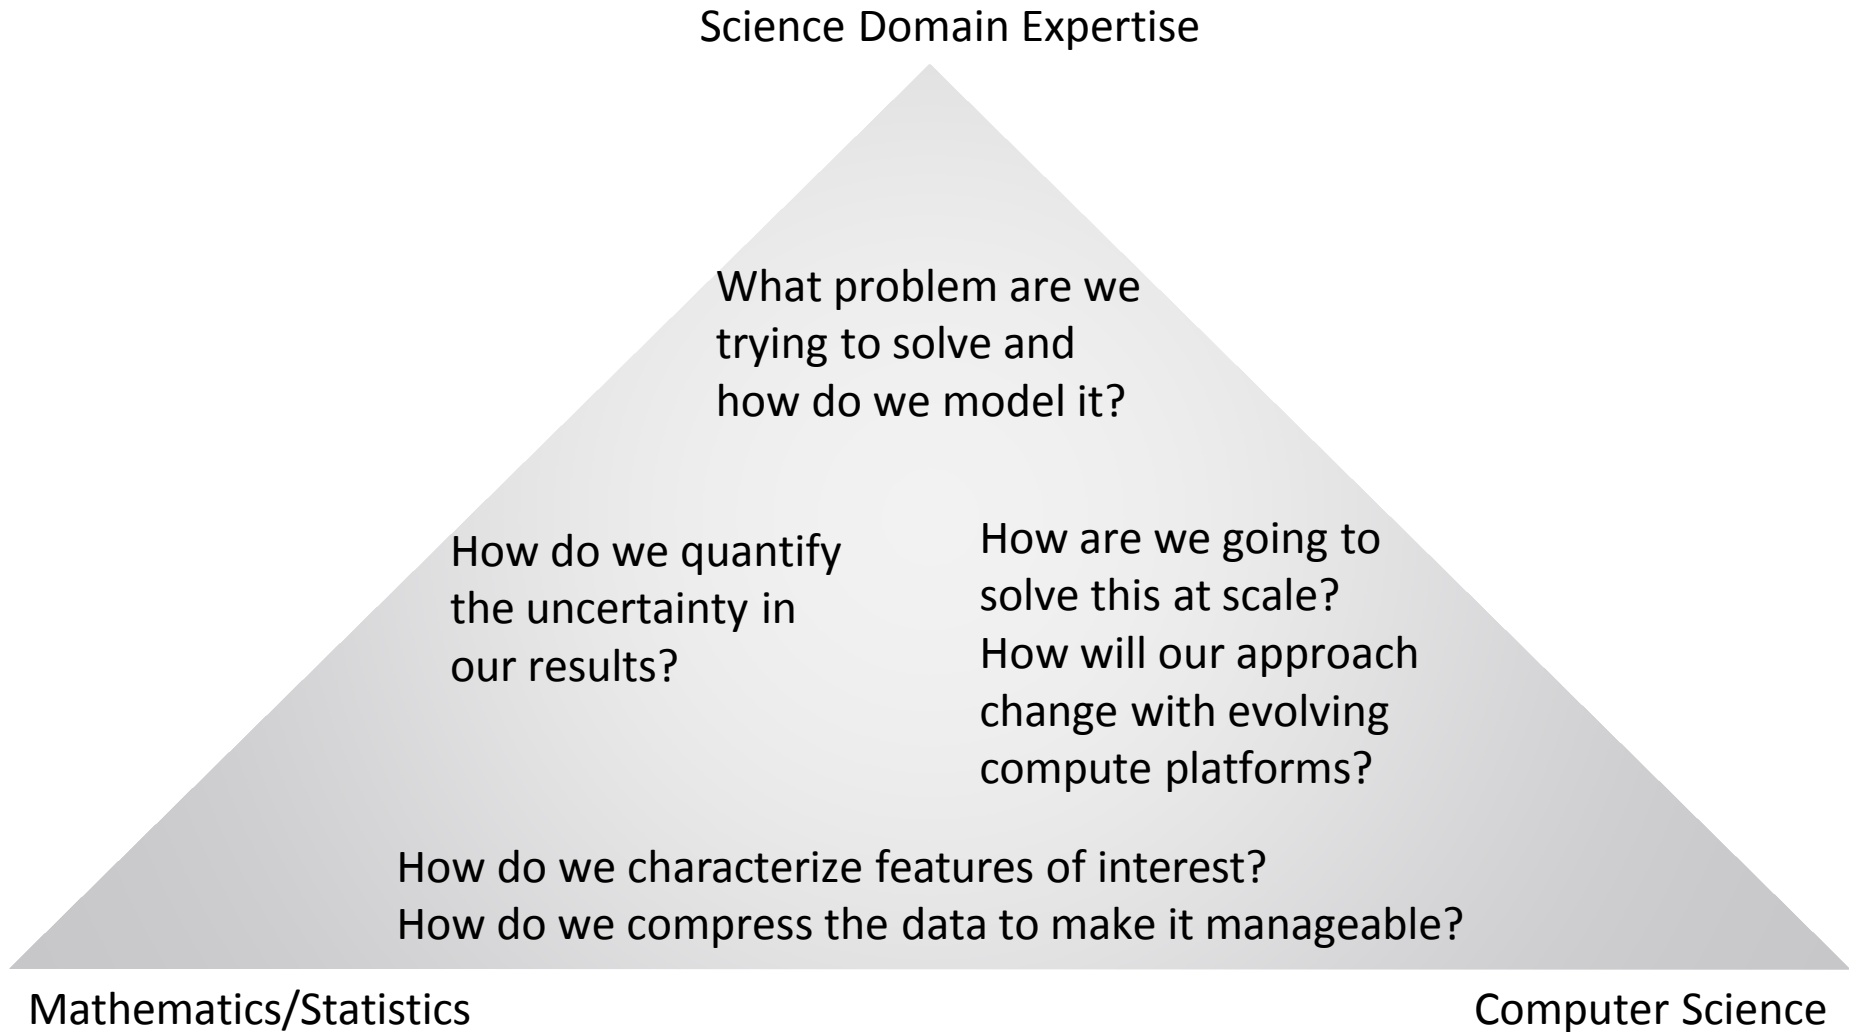 Science Domain Expertise
What problem are we
trying to solve and
how do we model it?
How do we quantify
the uncertainty in
our results?
How are we going to
solve this at scale?
How will our approach
change with evolving
compute platforms?
How do we characterize features of interest?
How do we compress the data to make it manageable?
Mathematics/Statistics
Computer Science